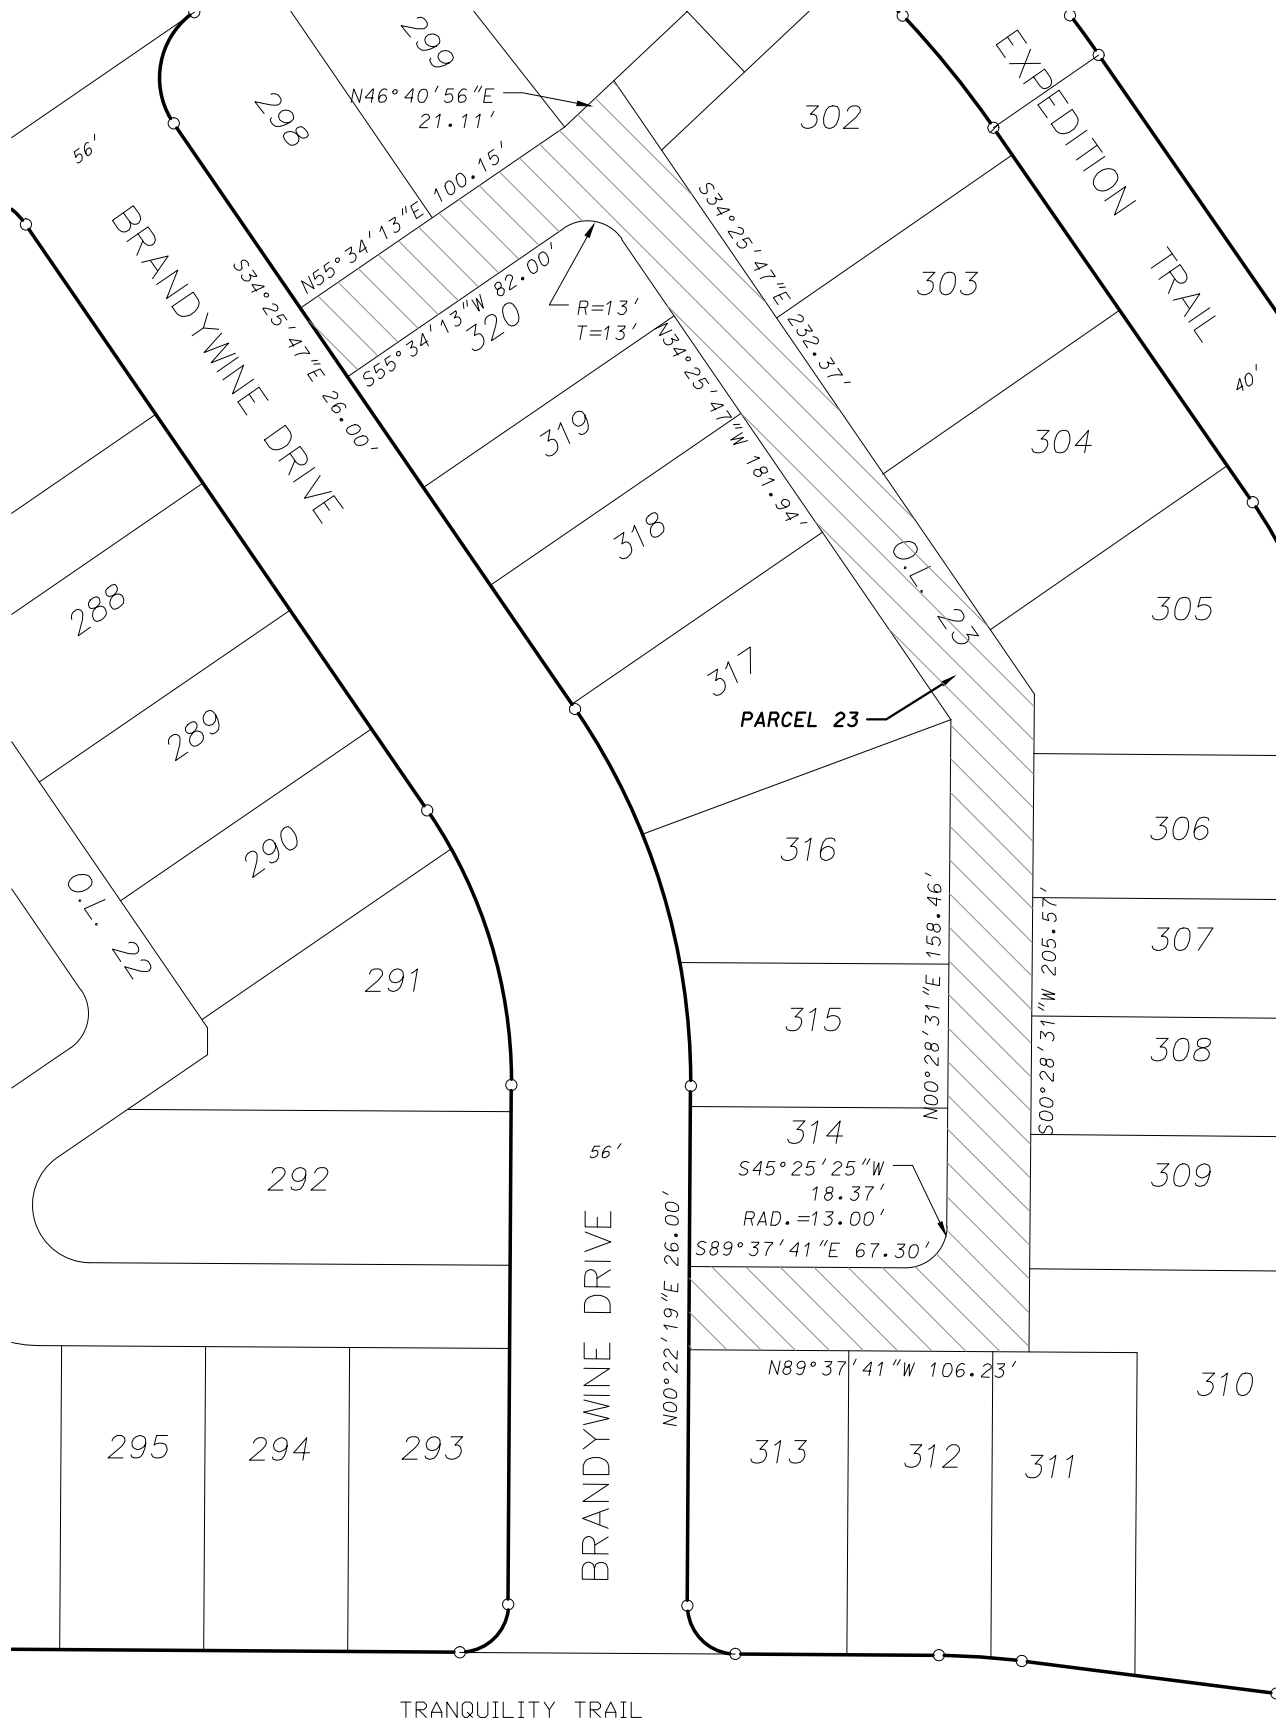 299
EXPEDITION TRAIL
N46°40'56"E
21.11'
298
302
56'
N55°34'13"E 100.15'
S34°25'47"E 232.37'
BRANDYWINE DRIVE
S34°25'47"E 26.00'
303
S55°34'13"W 82.00'
R=13'
T=13'
320
N34°25'47"W 181.94'
40'
319
304
318
O.L. 23
288
305
317
PARCEL 23
289
290
316
306
O.L. 22
N00°28'31"E 158.46'
S00°28'31"W 205.57'
307
291
315
308
314
56'
S45°25'25"W
18.37'
RAD.=13.00'
292
309
S89°37'41"E 67.30'
N00°22'19"E 26.00'
BRANDYWINE DRIVE
N89°37'41"W 106.23'
310
295
294
293
313
312
311
TRANQUILITY TRAIL